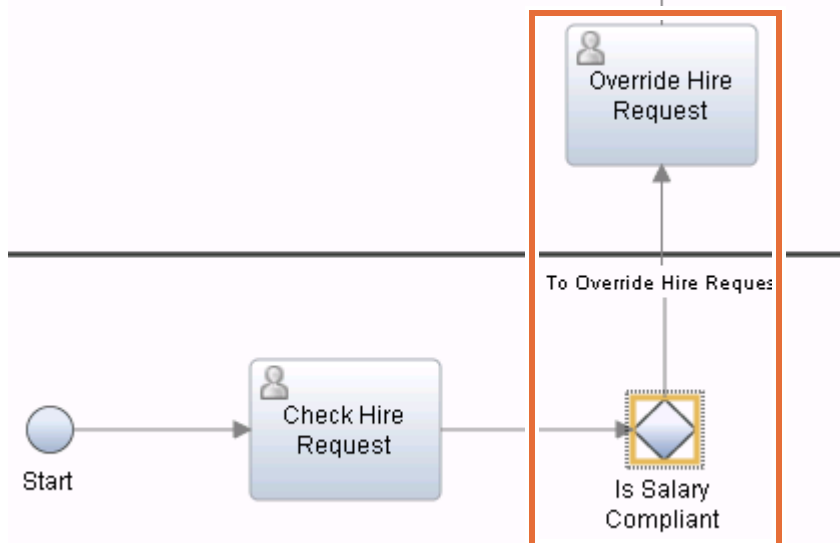 Override Hire
Request
To Override Hire Reques
Check Hire
Request
Start
Is Salary
Compliant